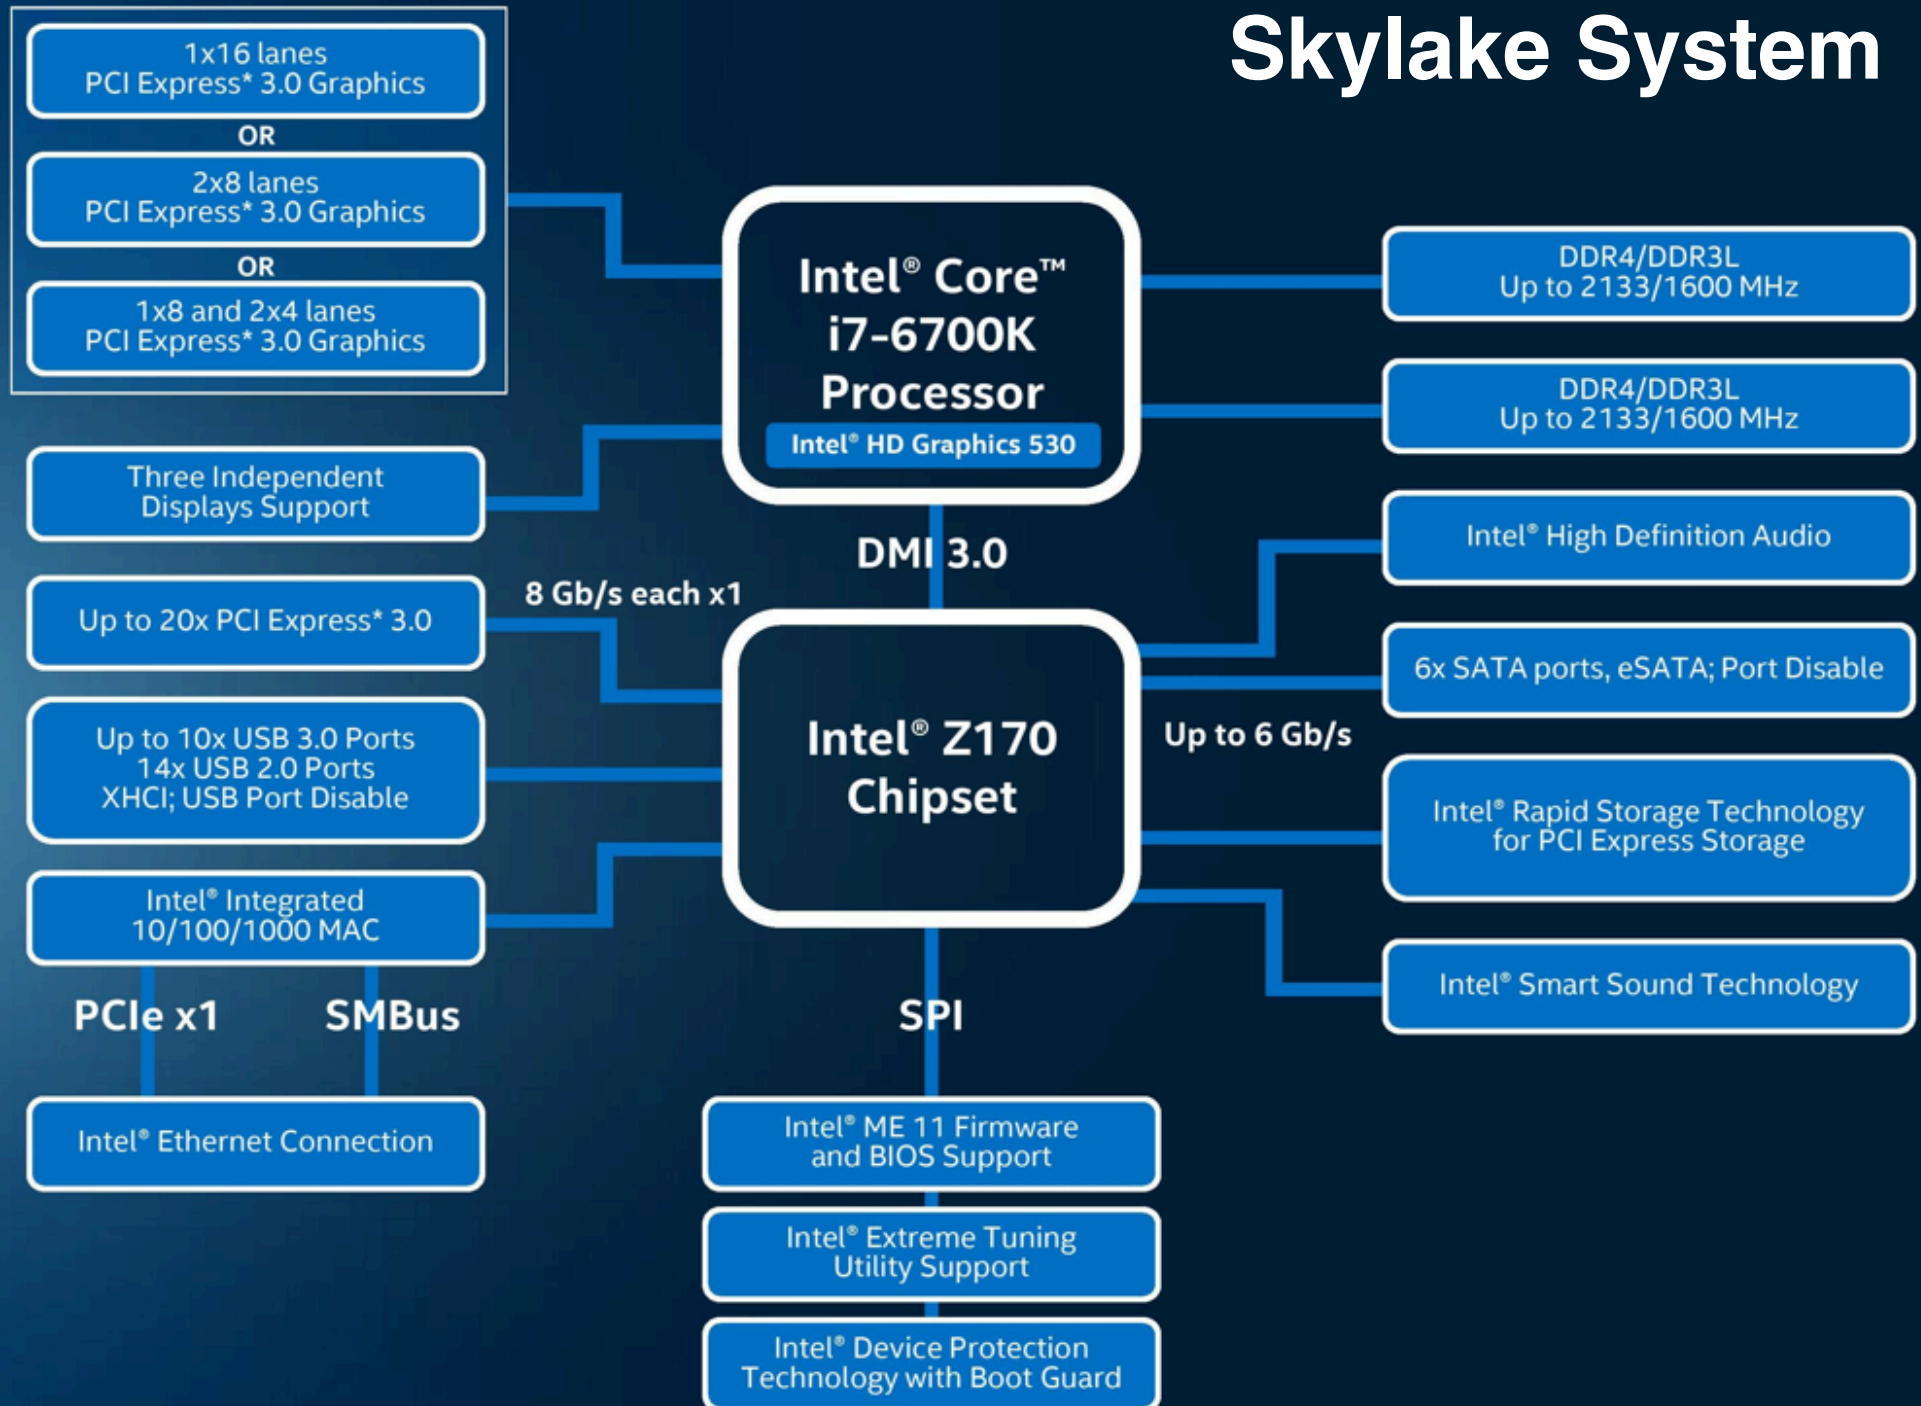 Skylake System
1x16 lanes
PCI Express* 3.0 Graphics
OR
2x8 lanes
PCI Express* 3.0 Graphics
OR
1x8 and 2x4 lanes
PCI Express* 3.0 Graphics
Three Independent
Displays Support
Up to 20x PCI Express* 3.0
8 Gb/s each x1
Up to 10x USB 3.0 Ports
14x USB 2.0 Ports
XHCI; USB Port Disable
Intel® Integrated
10/100/1000 MAC
PCIe x1
SMBus
Intel® Ethernet Connection
Intel® Core™
i7-6700K
Processor
Intel® HD Graphics 530
DMI 3.0
Intel® Z170
Chipset
SPI
Intel® ME 11 Firmware
and BIOS Support
Intel® Extreme Tuning
Utility Support
Intel® Device Protection
Technology with Boot Guard
DDR4/DDR3L
Up to 2133/1600 MHz
DDR4/DDR3L
Up to 2133/1600 MHz
Intel® High Definition Audio
6x SATA ports, eSATA; Port Disable
Up to 6 Gb/s
Intel® Rapid Storage Technology
for PCI Express Storage
Intel® Smart Sound Technology